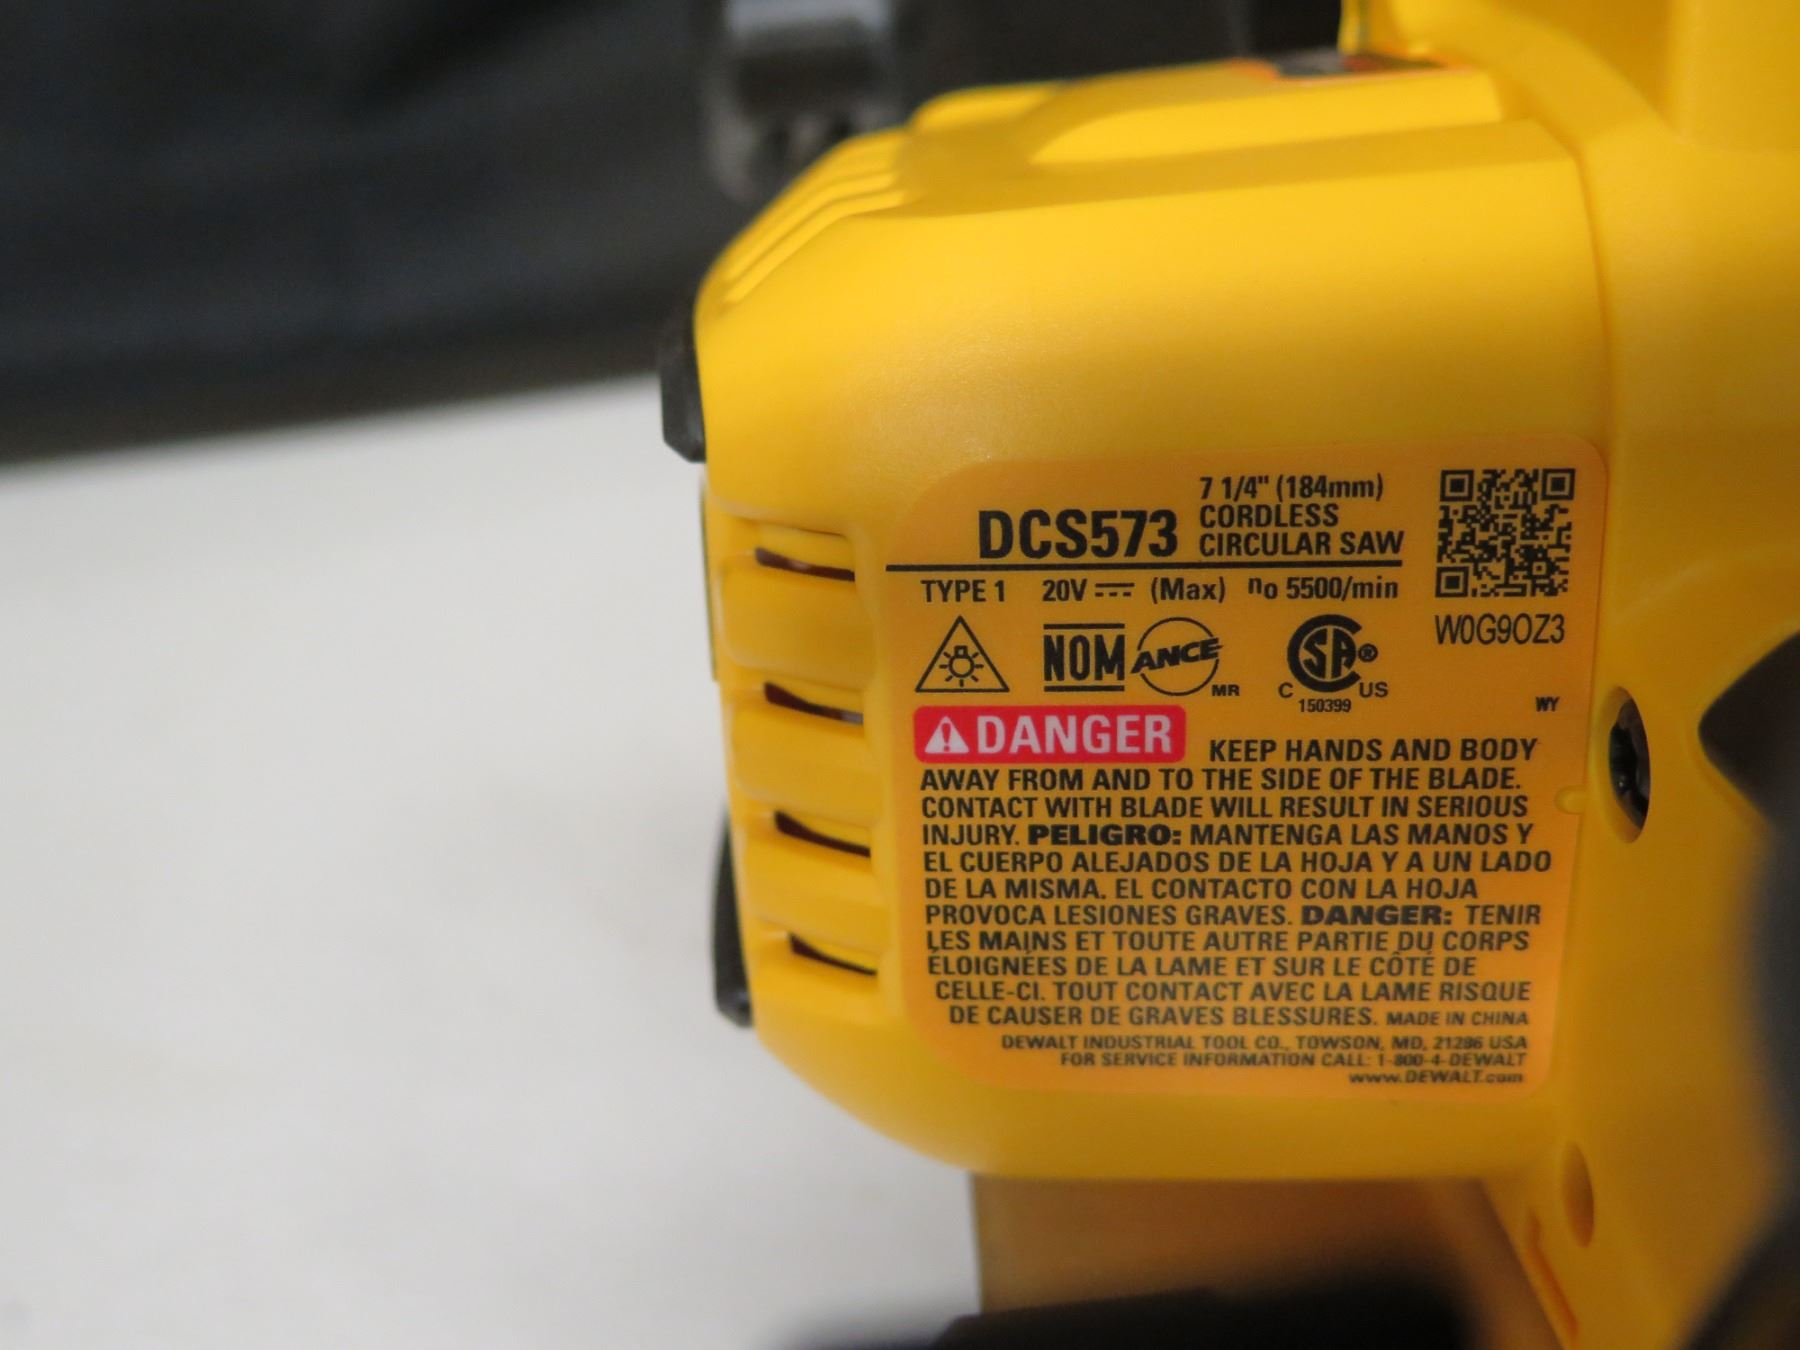 DCS573
7 1/4" (184mm)
CORDLESS
CIRCULAR SAW
TYPE 1 20V (Max) no 5500/min
W0G9OZ3
NOM ANCE MR
CSA® C US
150399
WY
DANGER KEEP HANDS AND BODY
AWAY FROM AND TO THE SIDE OF THE BLADE.
CONTACT WITH BLADE WILL RESULT IN SERIOUS
INJURY. PELIGRO: MANTENGA LAS MANOS Y
EL CUERPO ALEJADOS DE LA HOJA Y A UN LADO
DE LA MISMA. EL CONTACTO CON LA HOJA
PROVOCA LESIONES GRAVES. DANGER: TENIR
LES MAINS ET TOUTE AUTRE PARTIE DU CORPS
ÉLOIGNÉES DE LA LAME ET SUR LE CÔTÉ DE
CELLE-CI. TOUT CONTACT AVEC LA LAME RISQUE
DE CAUSER DE GRAVES BLESSURES. MADE IN CHINA
DEWALT INDUSTRIAL TOOL CO., TOWSON, MD, 21286 USA
FOR SERVICE INFORMATION CALL: 1-800-4-DEWALT
www.DEWALT.com